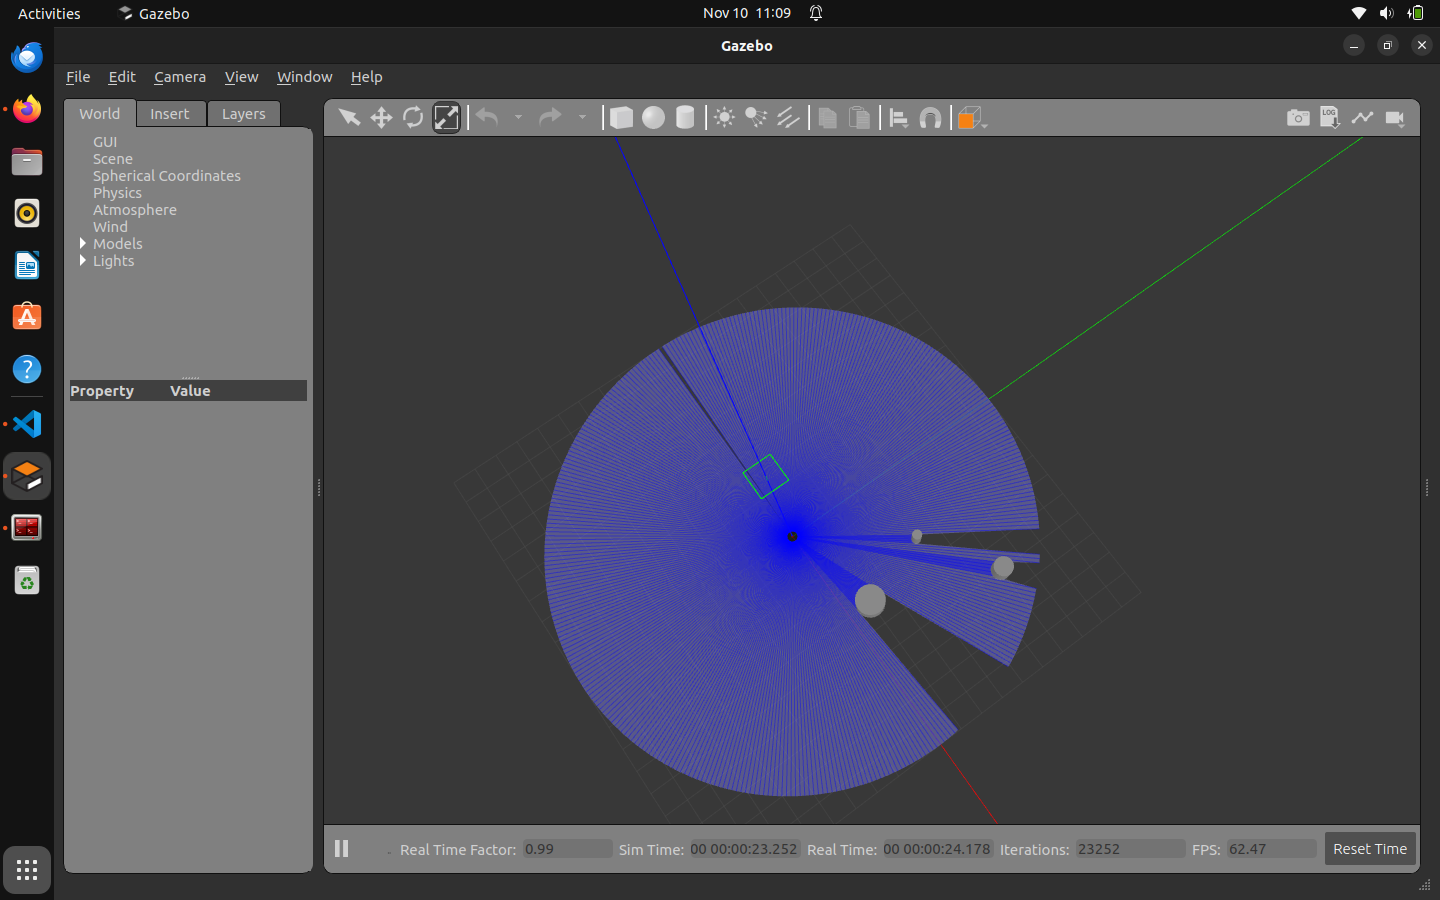 Activities Gazebo Nov 10 11:09
Gazebo
File Edit Camera View Window Help
World Insert Layers
GUI
Scene
Spherical Coordinates
Physics
Atmosphere
Wind
Models
Lights
Property Value
LOG
Real Time Factor: 0.99 Sim Time: 00 00:00:23.252 Real Time: 00 00:00:24.178 Iterations: 23252 FPS: 62.47 Reset Time